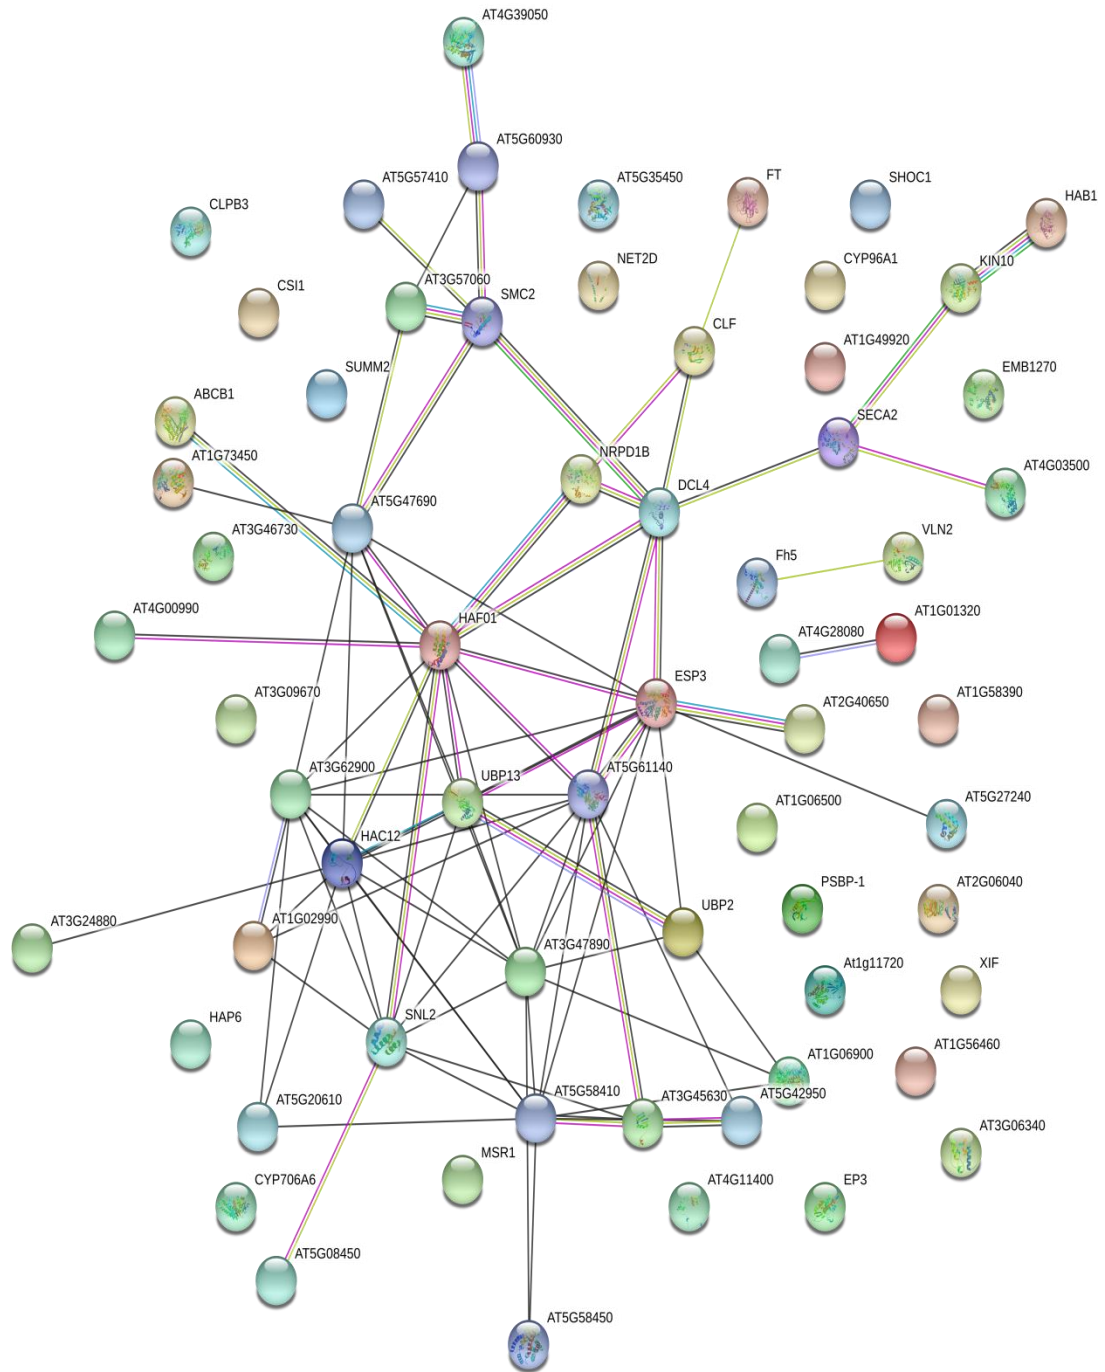 AT4G39050
AT5G60930
AT5G57410
AT5G35450
FT
SHOC1
HAB1
CLPB3
KIN10
NET2D
CYP96A1
AT3G57060
SMC2
CSI1
CLF
AT1G49920
SUMM2
EMB1270
ABCB1
SECA2
AT1G73450
NRPD1B
DCL4
AT4G03500
AT5G47690
AT3G46730
VLN2
Fh5
AT4G00990
HAF01
AT4G28080
AT1G01320
AT3G09670
ESP3
AT2G40650
AT1G58390
AT3G62900
UBP13
AT5G61140
AT1G06500
AT5G27240
HAC12
PSBP-1
AT2G06040
AT3G24880
AT1G02990
UBP2
AT3G47890
At1g11720
XIF
HAP6
SNL2
AT1G06900
AT1G56460
AT5G20610
AT5G58410
AT3G45630
AT5G42950
AT3G06340
CYP706A6
MSR1
AT4G11400
EP3
AT5G08450
AT5G58450